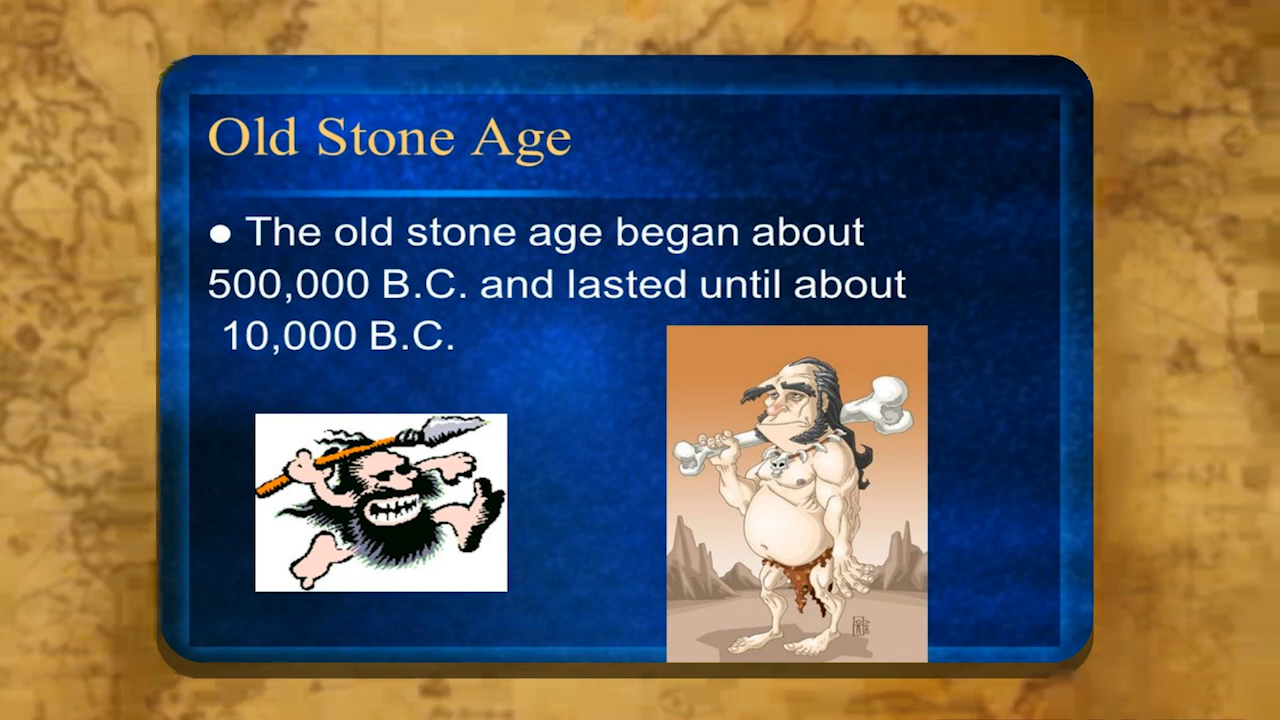 Old Stone Age
● The old stone age began about
500,000 B.C. and lasted until about
10,000 B.C.